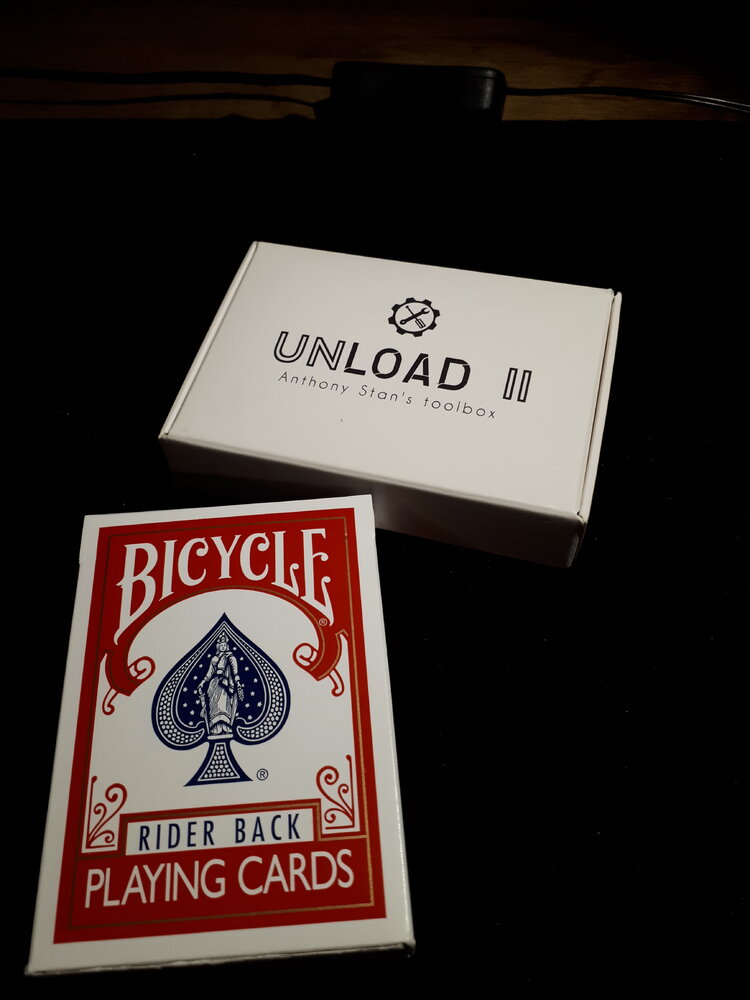 UNLOAD II
Anthony Stan's toolbox
BICYCLE®
®
RIDER BACK
PLAYING CARDS